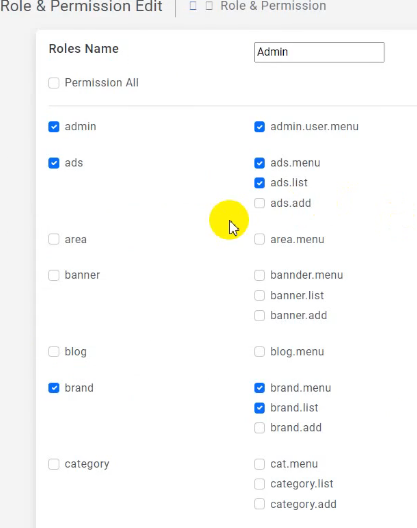 Role & Permission Edit Role & Permission
Roles Name Admin
Permission All
admin admin.user.menu
ads ads.menu
ads.list
ads.add
area area.menu
banner bannder.menu
banner.list
banner.add
blog blog.menu
brand brand.menu
brand.list
brand.add
category cat.menu
category.list
category.add